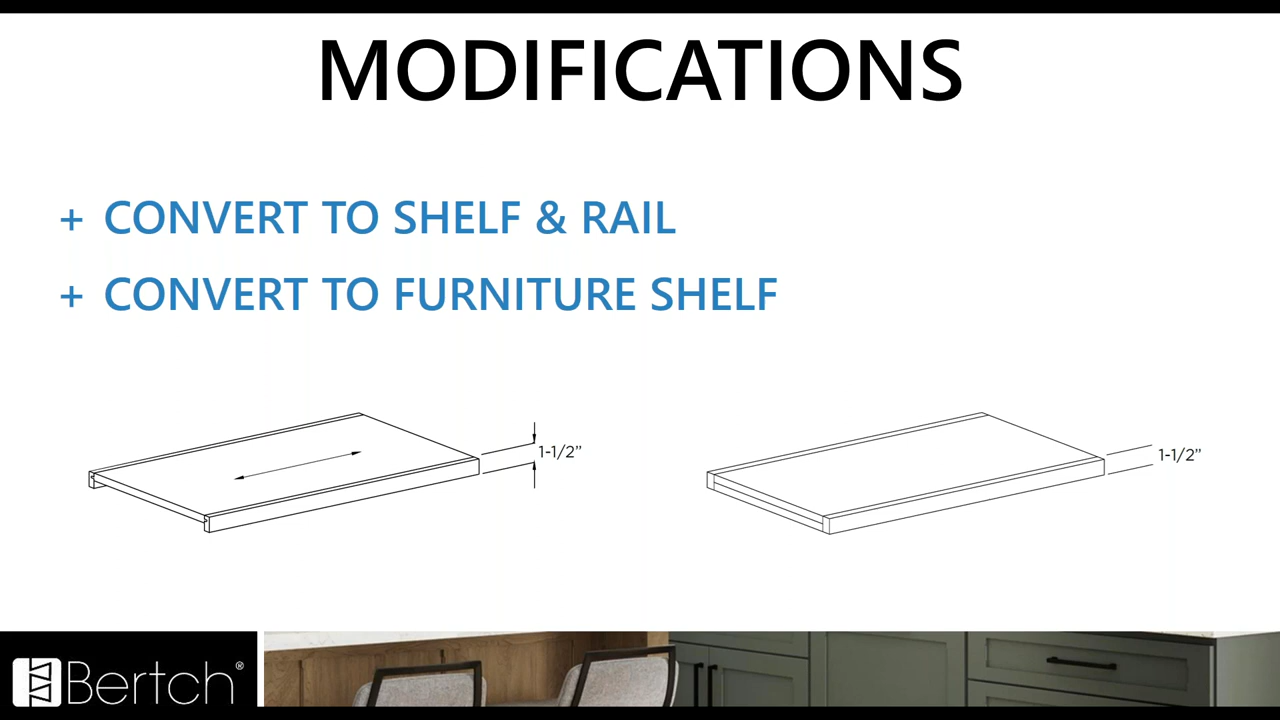 MODIFICATIONS
+ CONVERT TO SHELF & RAIL
+ CONVERT TO FURNITURE SHELF
1-1/2”
1-1/2”
Bertch®